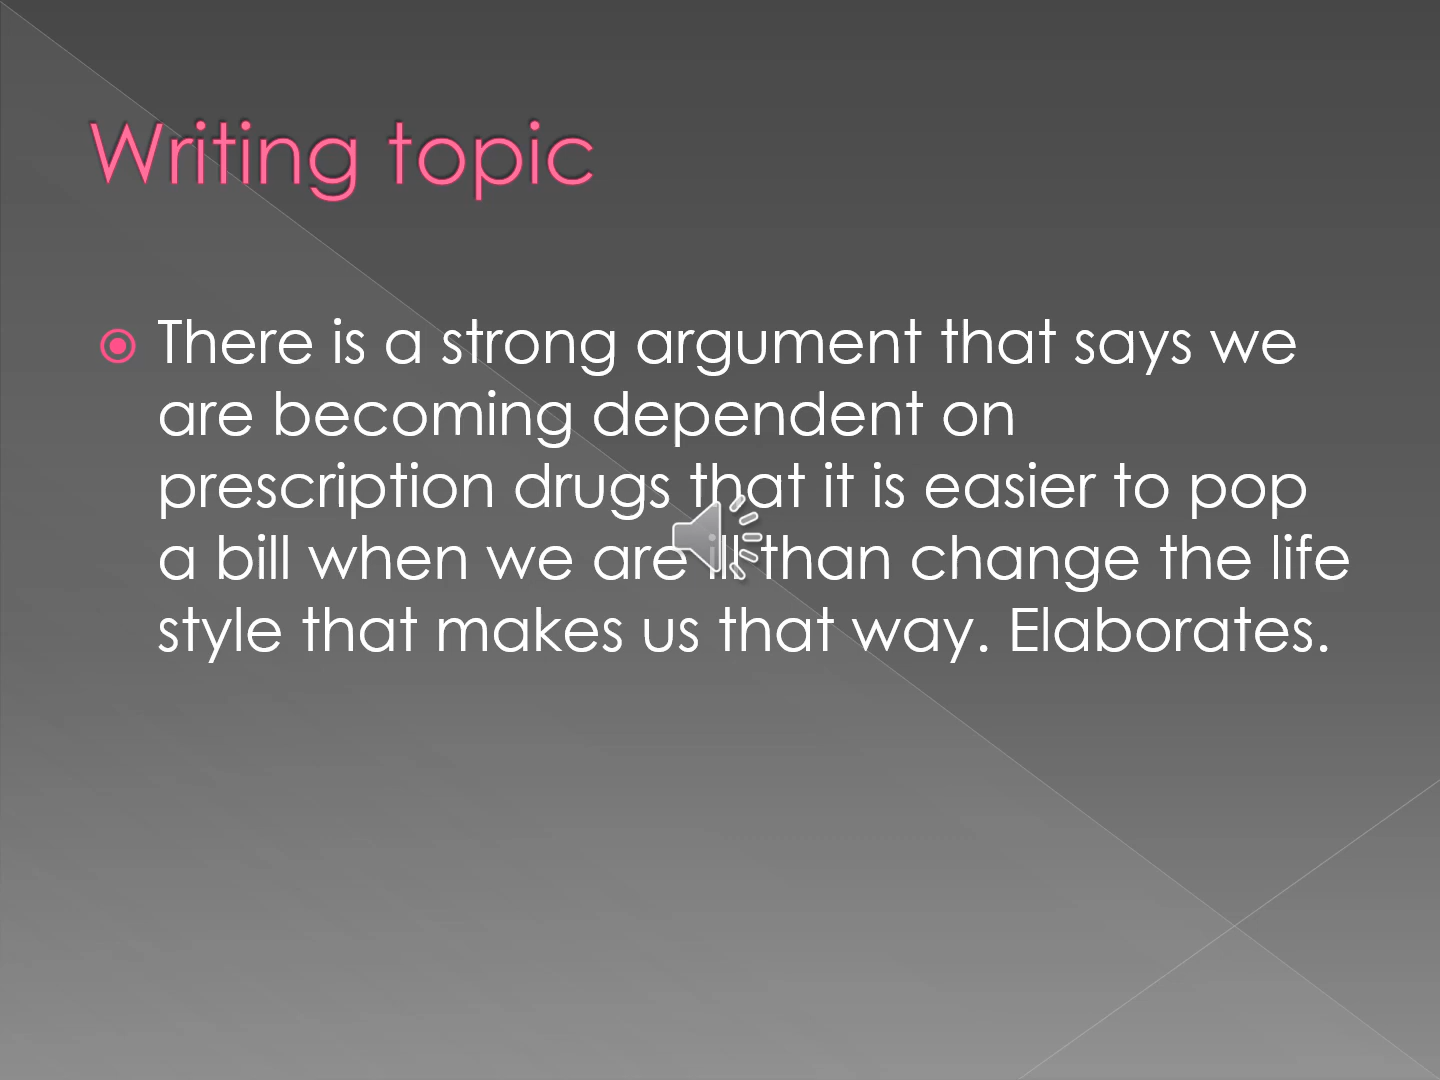 Writing topic
There is a strong argument that says we
are becoming dependent on
prescription drugs that it is easier to pop
a bill when we are ill than change the life
style that makes us that way. Elaborates.